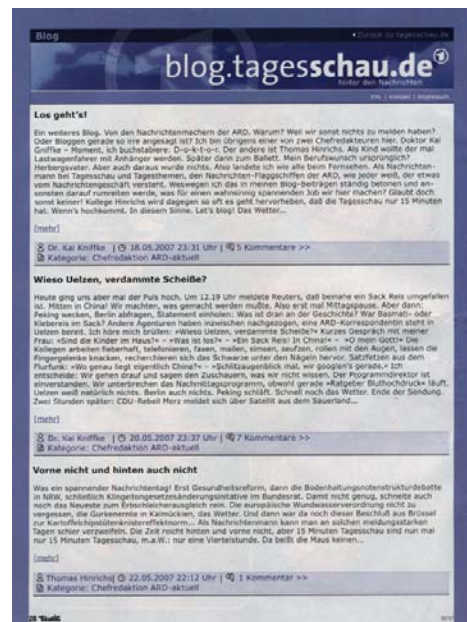 Blog
◂ Zurück zu tagesschau.de
blog.tagesschau.de
hinter den Nachrichten
Los geht's!
Ein weiteres Blog. Von den Nachrichtenmachern der ARD. Warum? Weil wir sonst nichts zu melden haben?
Oder Bloggen gerade so irre angesagt ist? Ich bin übrigens einer von zwei Chefredakteuren hier. Doktor Kai
Gniffke – Moment, ich buchstabiere: D-o-k-t-o-r. Der andere ist Thomas Hinrichs. Als Kind wollte der mal
Lastwagenfahrer mit Anhänger werden. Später dann zum Ballett. Mein Berufswunsch ursprünglich?
Herbergsvater. Aber auch daraus wurde nichts. Also landete ich wie alle beim Fernsehen. Als Nachrichten-
mann bei Tagesschau und Tagesthemen, den Nachrichten-Flaggschiffen der ARD, wie jeder weiß, der etwas
vom Nachrichtengeschäft versteht. Weswegen ich das in meinen Blog-beiträgen ständig betonen und an-
sonsten darauf rumreiten werde, was für einen wahnsinnig spannenden Job wir hier machen? Glaubt doch
sonst keiner! Kollege Hinrichs wird dagegen so oft es geht hervorheben, daß die Tagesschau nur 15 Minuten
hat. Wenn's hochkommt. In diesem Sinne. Let's blog! Das Wetter...
[mehr]
Dr. Kai Kniffke | 18.05.2007 23:31 Uhr | 5 Kommentare >>
Kategorie: Chefredaktion ARD-aktuell
Wieso Uelzen, verdammte Scheiße?
Heute ging uns aber mal der Puls hoch. Um 12.19 Uhr meldete Reuters, daß beinahe ein Sack Reis umgefallen
ist. Mitten in China! Wir machten, was gemacht werden mußte. Also erst mal Mittagspause. Aber dann:
Peking wecken, Berlin abfragen, Statement einholen: Was ist dran an der Geschichte? War Basmati- oder
Klebereis im Sack? Andere Agenturen haben inzwischen nachgezogen, eine ARD-Korrespondentin steht in
Uelzen bereit. Ich höre mich brüllen: «Wieso Uelzen, verdammte Scheiße?» Kurzes Gespräch mit meiner
Frau: «Sind die Kinder im Haus?» – «Was ist los?» – «Ein Sack Reis! In China!» – «O mein Gott!» Die
Kollegen arbeiten fieberhaft, telefonieren, faxen, mailen, simsen, seufzen, rollen mit den Augen, lassen die
Fingergelenke knacken, recherchieren sich das Schwarze unter den Nägeln hervor. Satzfetzen aus dem
Flurfunk: «Wo genau liegt eigentlich China?» – «Schlitzaugenblick mal, wir googlen's gerade.» Ich
entscheide: Wir gehen drauf und sagen den Zuschauern, was wir nicht wissen. Der Programmdirektor ist
einverstanden. Wir unterbrechen das Nachmittagsprogramm, obwohl gerade «Ratgeber Bluthochdruck» läuft.
Uelzen weiß natürlich nichts. Berlin auch nichts. Peking schläft. Schnell noch das Wetter. Ende der Sendung.
Zwei Stunden später: CDU-Rebell Merz meldet sich über Satellit aus dem Sauerland...
[mehr]
Dr. Kai Kniffke | 20.05.2007 23:37 Uhr | 7 Kommentare >>
Kategorie: Chefredaktion ARD-aktuell
Vorne nicht und hinten auch nicht
Was ein spannender Nachrichtentag! Erst Gesundheitsreform, dann die Bodenhaltungsnotenstrukturdebatte
in NRW, schließlich Klingeltongesetzesänderungsinitiative im Bundesrat. Damit nicht genug, schneite auch
noch das Neueste zum Erbschleicherausgleich rein. Die europäische Wundwasserverordnung nicht zu
vergessen, die Gurkenernte in Kaimücken, das Wetter. Und dann war da noch dieser Beschluß aus Brüssel
zur Kartoffelchipstütenknistereffektnorm... Als Nachrichtenmann kann man an solchen meldungsstarken
Tagen schier verzweifeln. Die Zeit reicht hinten und vorne nicht, aber 15 Minuten Tagesschau sind nun mal
nur 15 Minuten Tagesschau, m.a.W.: nur eine Viertelstunde. Da beißt die Maus keinen...
[mehr]
Thomas Hinrichs| 22.05.2007 22:12 Uhr | 1 Kommentar >>
Kategorie: Chefredaktion ARD-aktuell
28